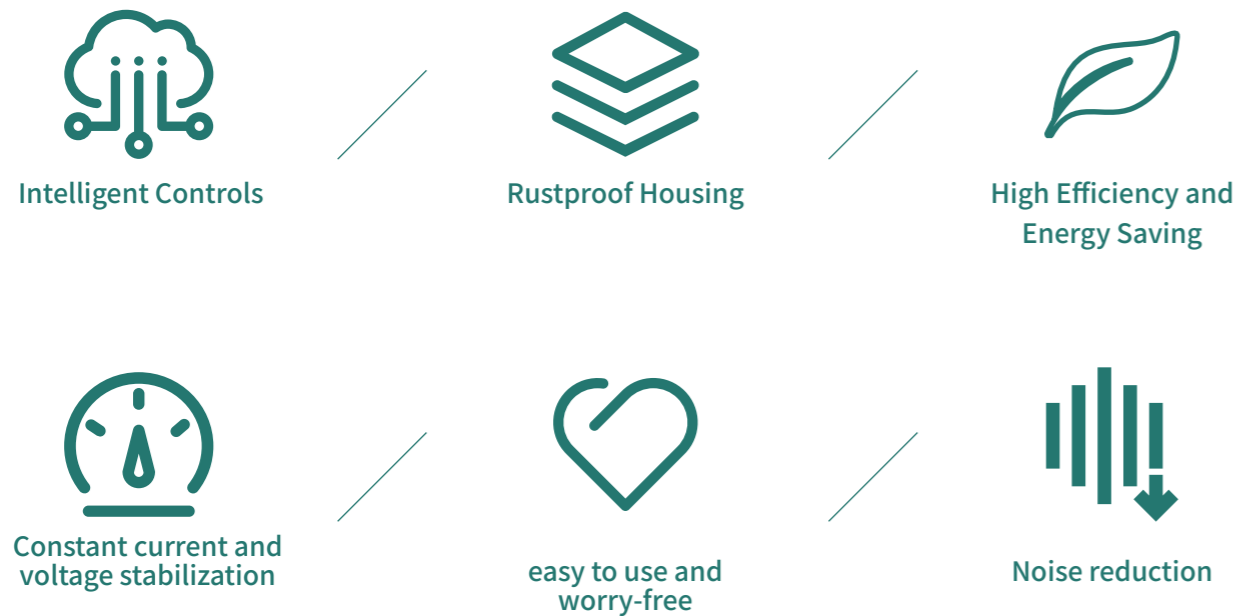 Intelligent Controls
Rustproof Housing
High Efficiency and
Energy Saving
Constant current and
voltage stabilization
easy to use and
worry-free
Noise reduction